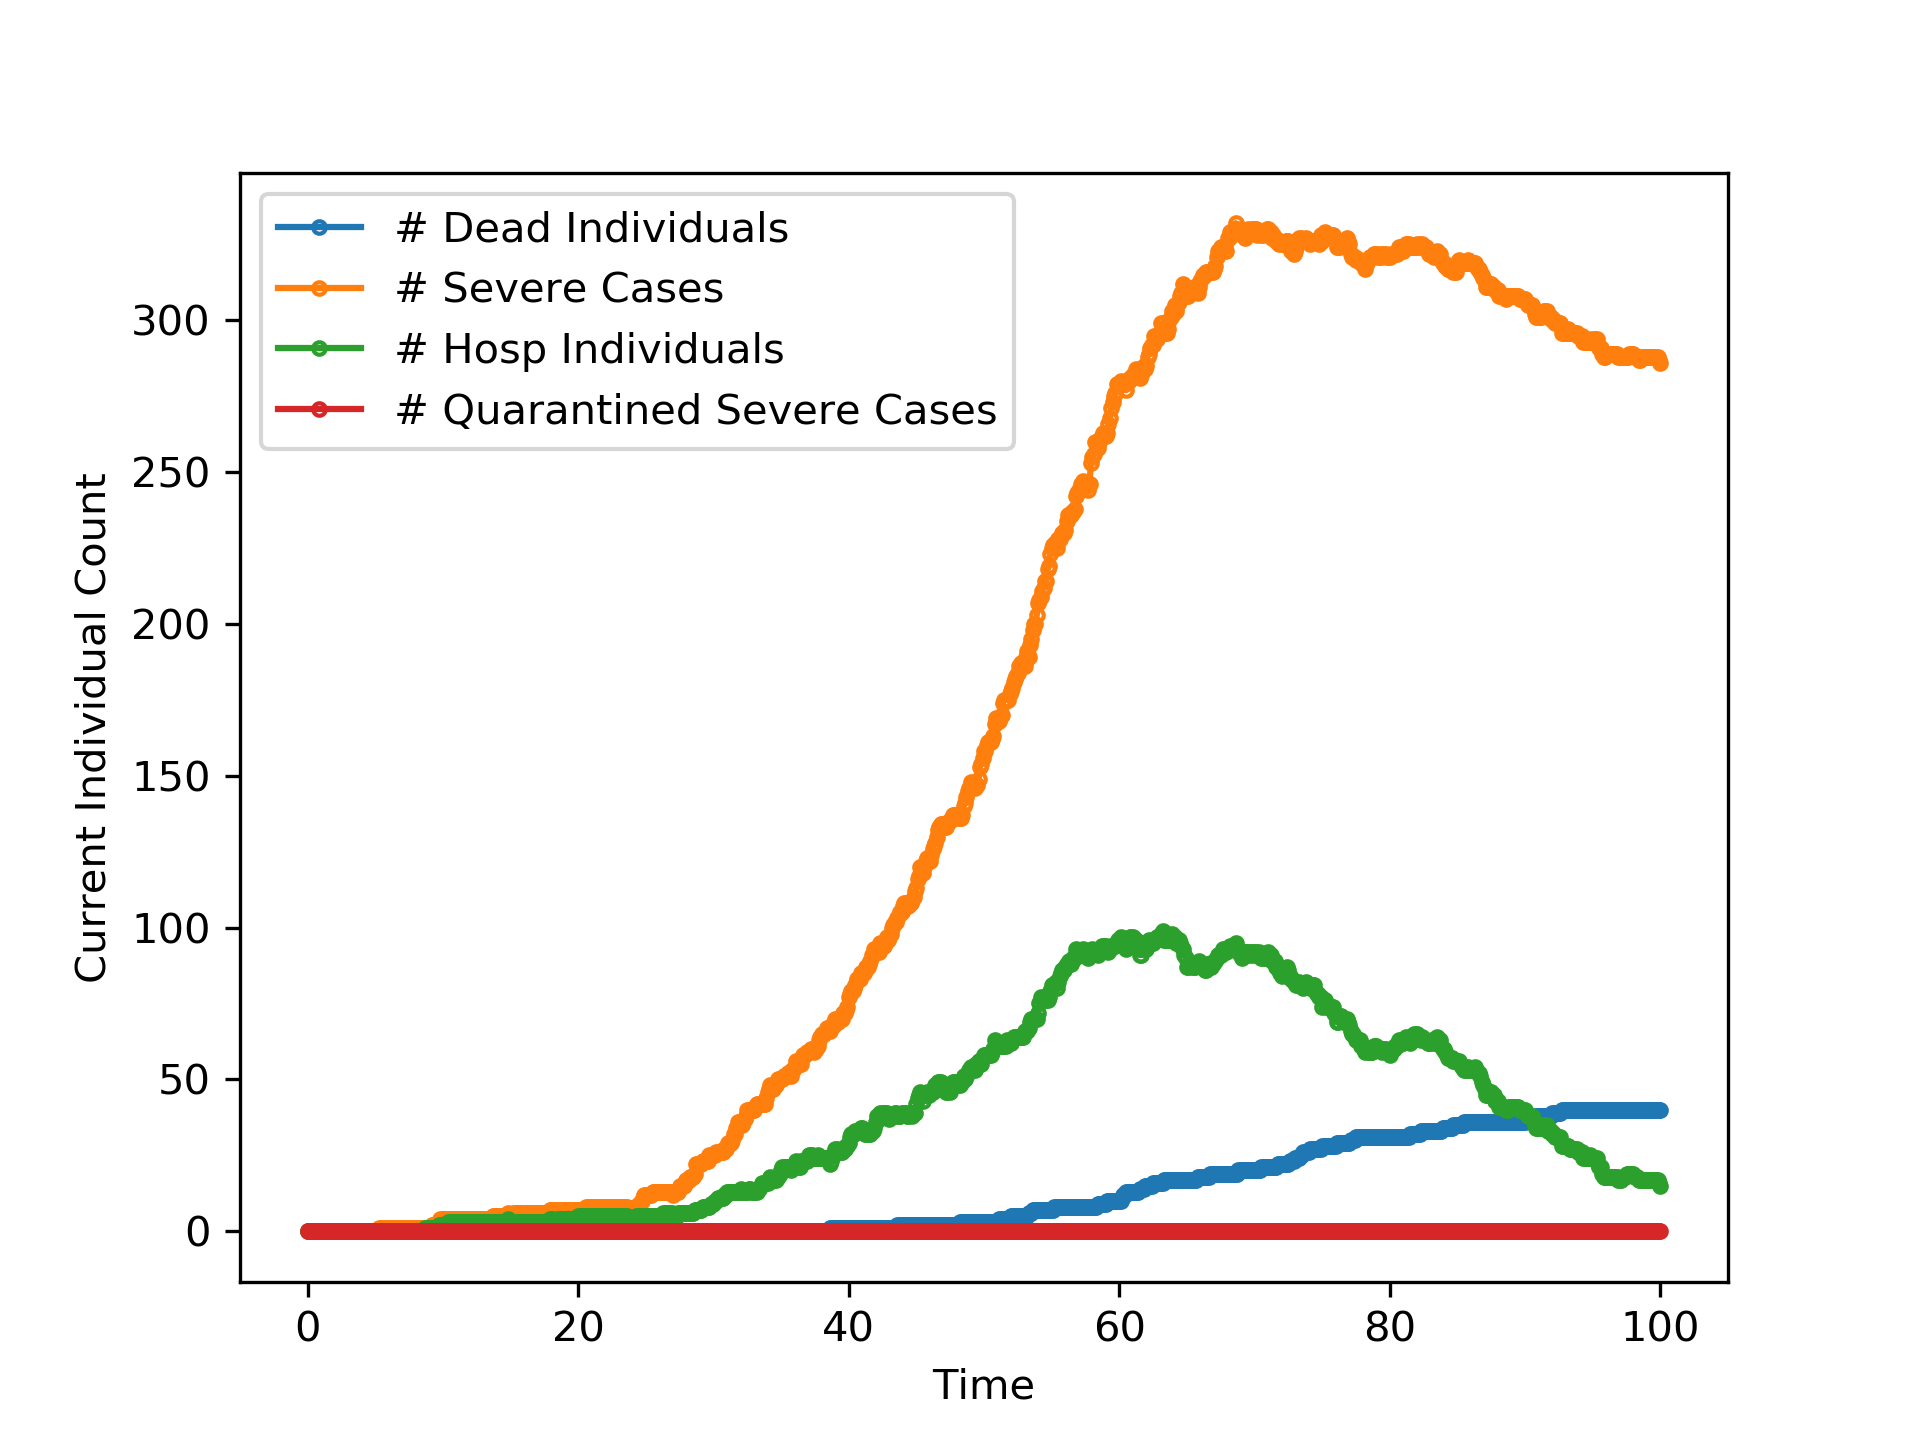 # Dead Individuals
# Severe Cases
# Hosp Individuals
# Quarantined Severe Cases
Current Individual Count
300
250
200
150
100
50
0
0 20 40 60 80 100
Time